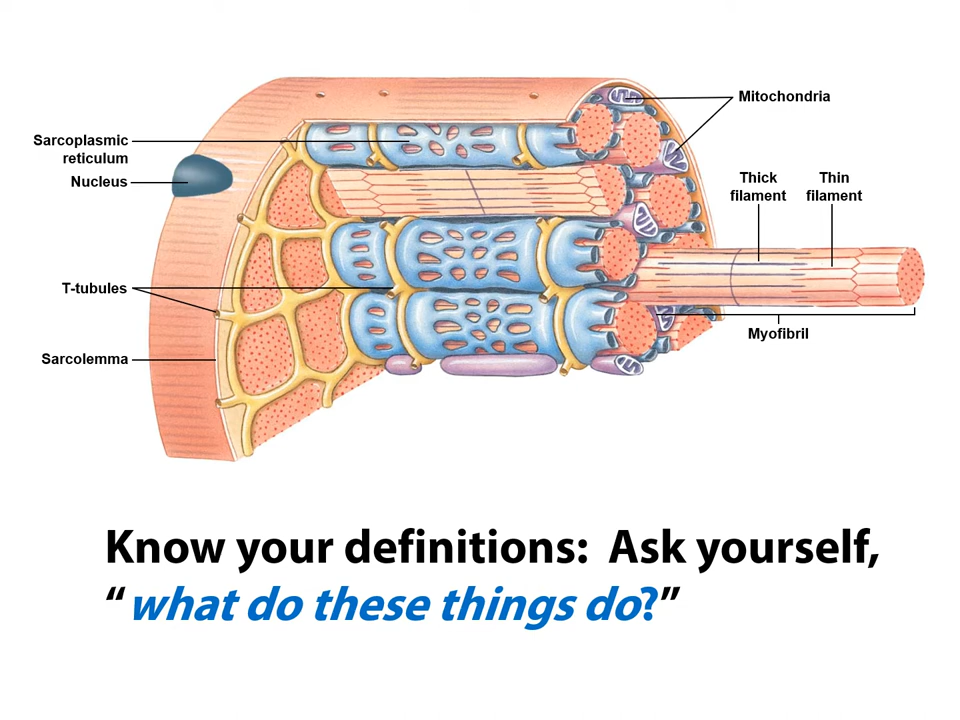 Mitochondria
Sarcoplasmic
reticulum
Nucleus
Thick
filament
Thin
filament
T-tubules
Myofibril
Sarcolemma
Know your definitions:  Ask yourself,
“what do these things do?”